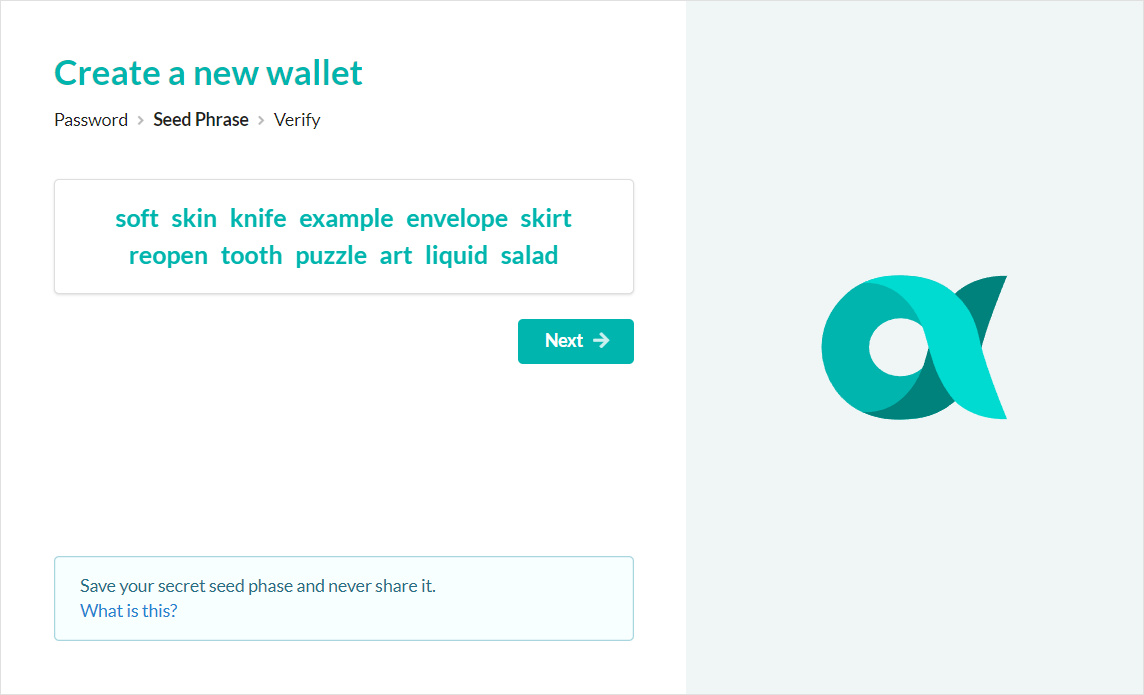 Create a new wallet
Password > Seed Phrase > Verify
soft skin knife example envelope skirt
reopen tooth puzzle art liquid salad
Next →
Save your secret seed phase and never share it.
What is this?